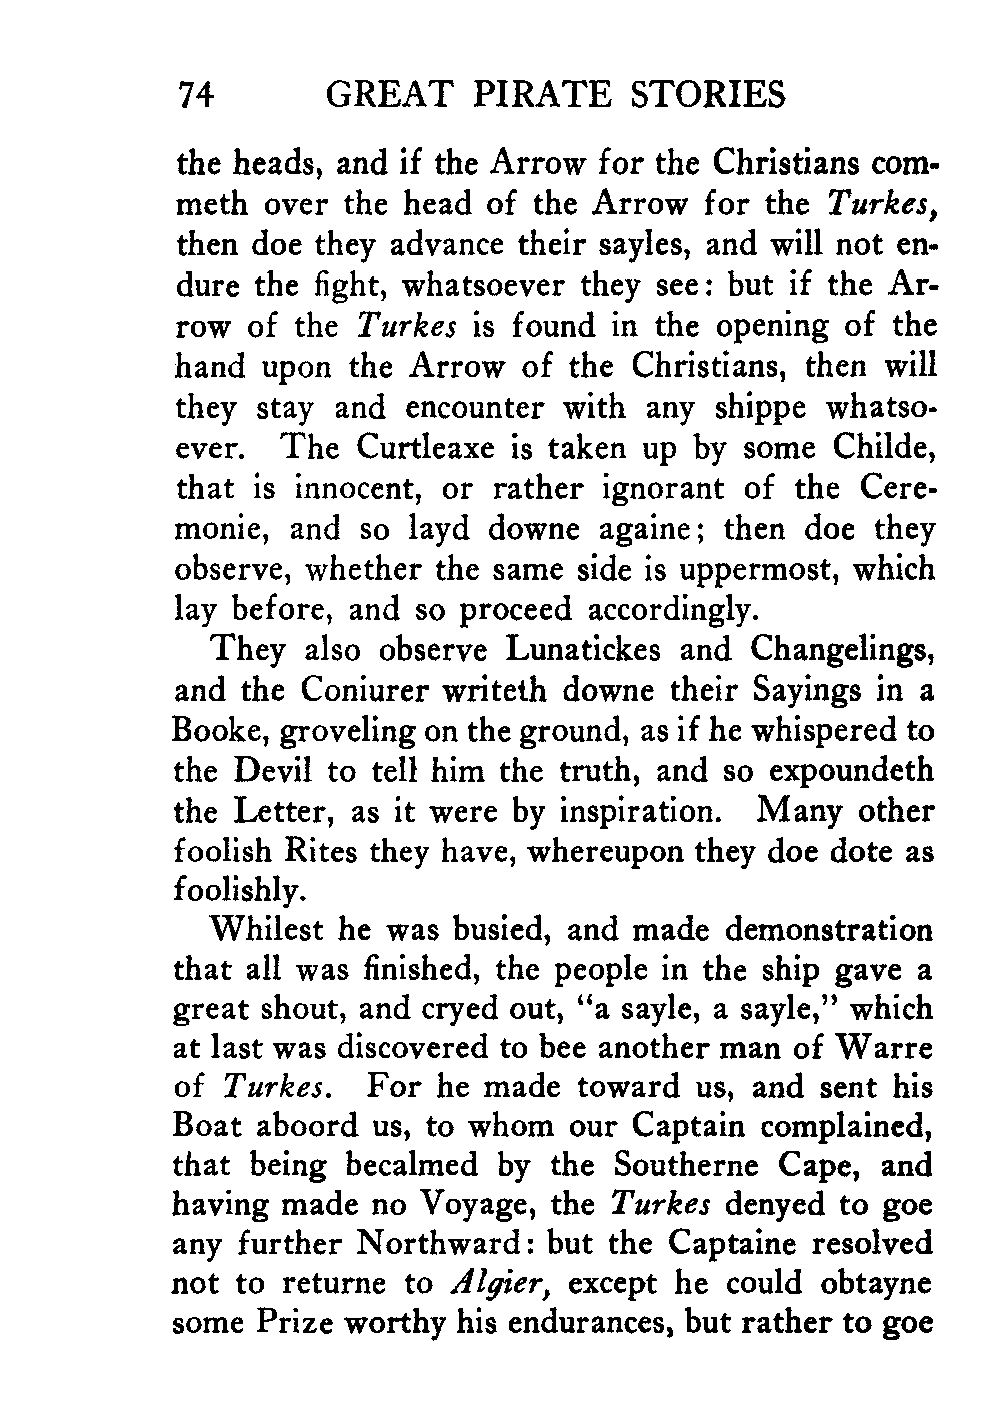 74 GREAT PIRATE STORIES
the heads, and if the Arrow for the Christians com-
meth over the head of the Arrow for the Turkes,
then doe they advance their sayles, and will not en-
dure the fight, whatsoever they see: but if the Ar-
row of the Turkes is found in the opening of the
hand upon the Arrow of the Christians, then will
they stay and encounter with any shippe whatso-
ever. The Curtleaxe is taken up by some Childe,
that is innocent, or rather ignorant of the Cere-
monie, and so layd downe againe; then doe they
observe, whether the same side is uppermost, which
lay before, and so proceed accordingly.
They also observe Lunatickes and Changelings,
and the Coniurer writeth downe their Sayings in a
Booke, groveling on the ground, as if he whispered to
the Devil to tell him the truth, and so expoundeth
the Letter, as it were by inspiration. Many other
foolish Rites they have, whereupon they doe dote as
foolishly.
Whilest he was busied, and made demonstration
that all was finished, the people in the ship gave a
great shout, and cryed out, "a sayle, a sayle," which
at last was discovered to bee another man of Warre
of Turkes. For he made toward us, and sent his
Boat aboord us, to whom our Captain complained,
that being becalmed by the Southerne Cape, and
having made no Voyage, the Turkes denyed to goe
any further Northward: but the Captaine resolved
not to returne to Algier, except he could obtayne
some Prize worthy his endurances, but rather to goe